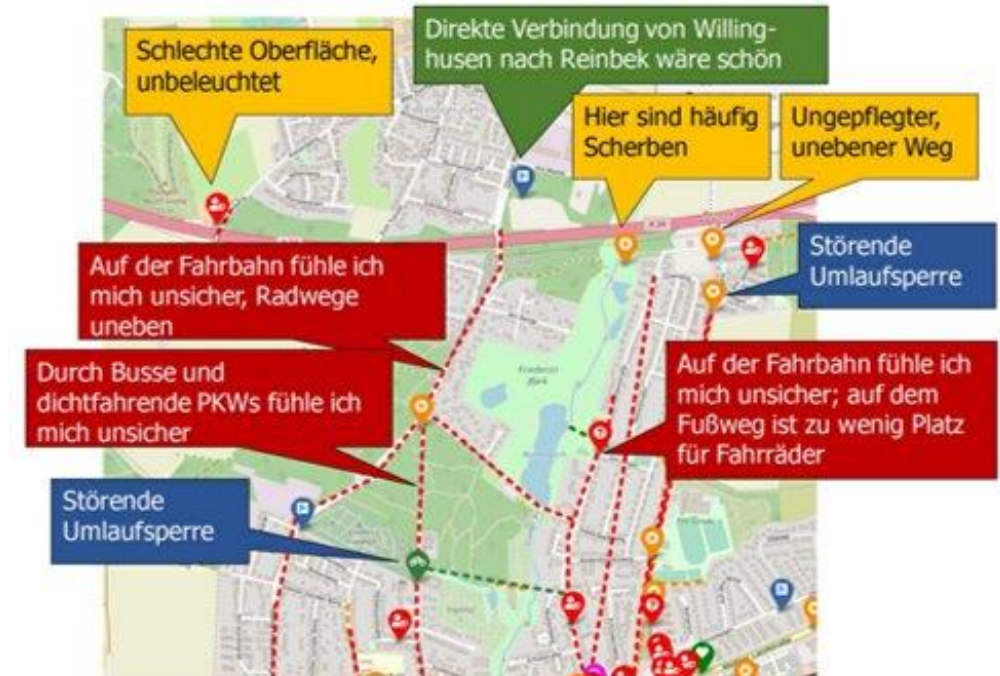 Schlechte Oberfläche,
unbeleuchtet
Direkte Verbindung von Willing-
husen nach Reinbek wäre schön
Hier sind häufig
Scherben
Ungepflegter,
unebener Weg
Auf der Fahrbahn fühle ich
mich unsicher, Radwege
uneben
Störende
Umlaufsperre
Durch Busse und
dichtfahrende PKWs fühle ich
mich unsicher
Auf der Fahrbahn fühle ich
mich unsicher; auf dem
Fußweg ist zu wenig Platz
für Fahrräder
Störende
Umlaufsperre